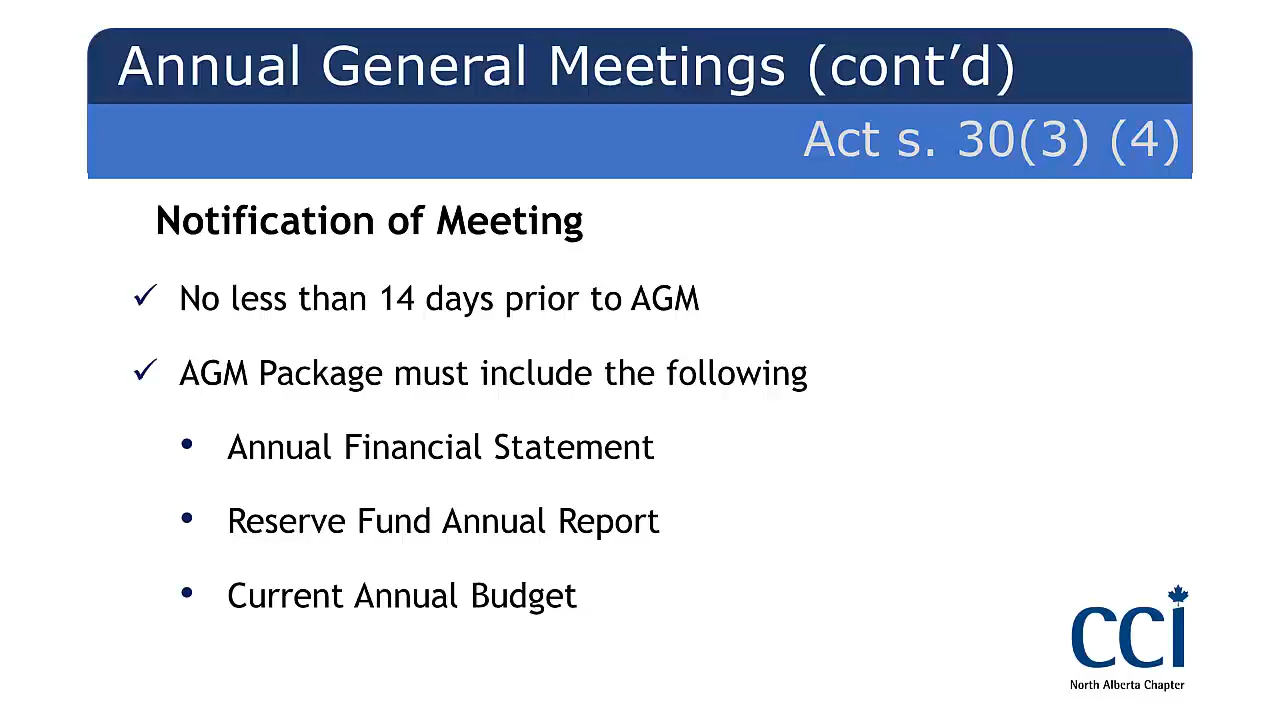 Annual General Meetings (cont’d)
Act s. 30(3) (4)
Notification of Meeting
✓ No less than 14 days prior to AGM
✓ AGM Package must include the following
• Annual Financial Statement
• Reserve Fund Annual Report
• Current Annual Budget
CCI
North Alberta Chapter